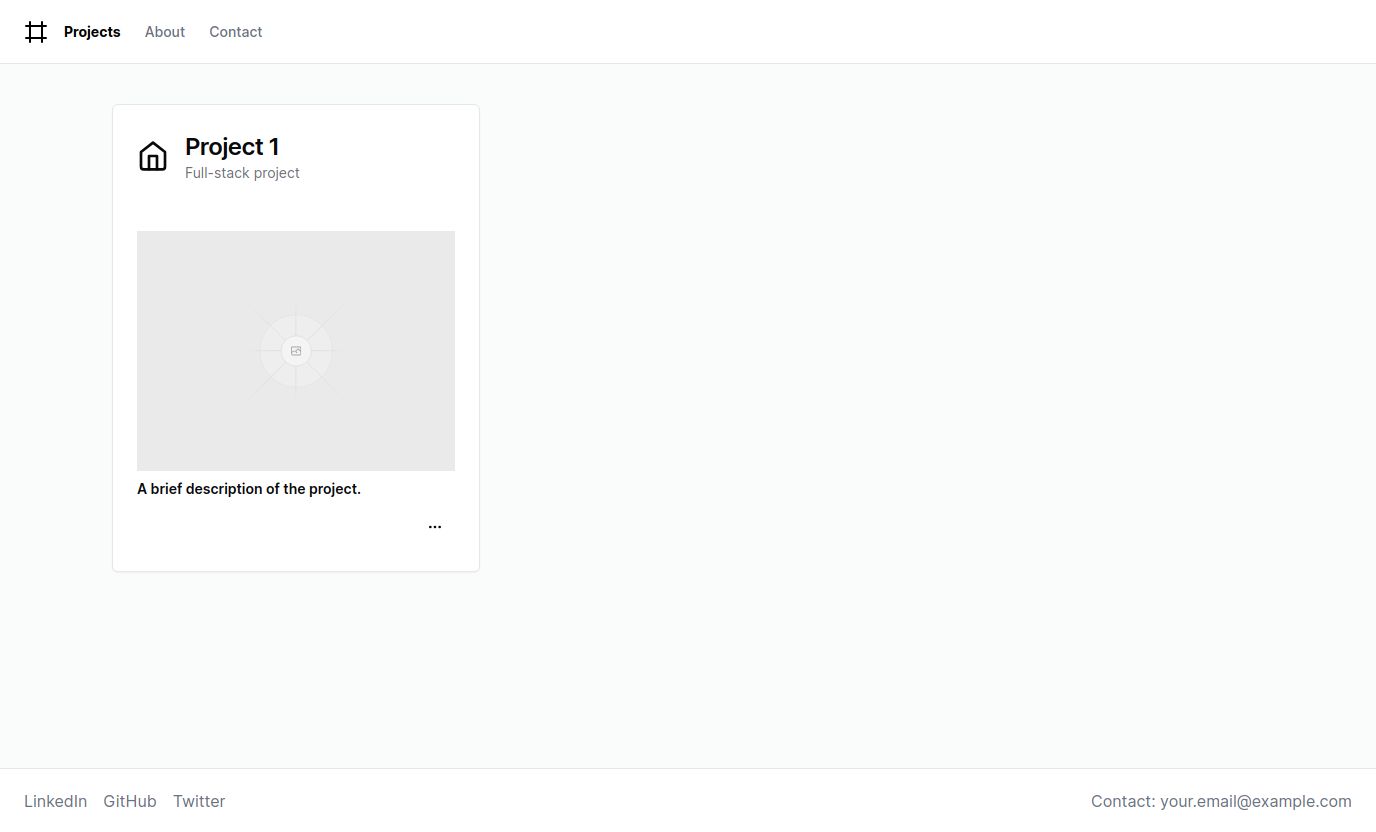 Projects About Contact
Project 1
Full-stack project
A brief description of the project.
LinkedIn GitHub Twitter Contact: your.email@example.com